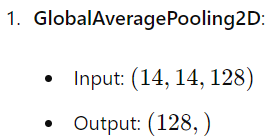 1. GlobalAveragePooling2D:
• Input: (14, 14, 128)
• Output: (128, )